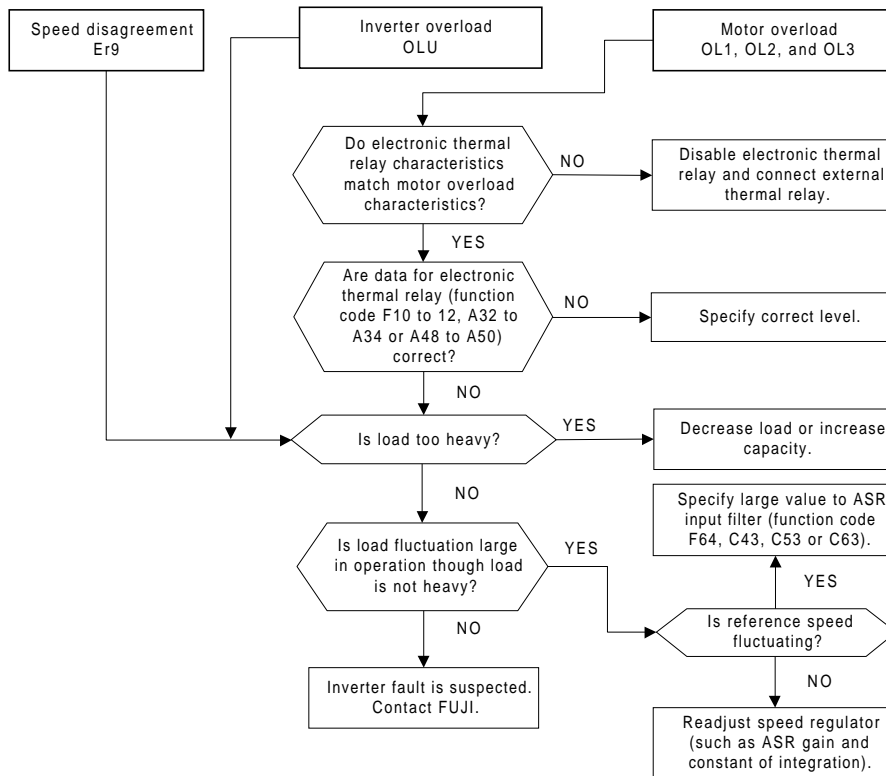 Speed disagreement
Er9
Inverter overload
OLU
Motor overload
OL1, OL2, and OL3
Do electronic thermal
relay characteristics
match motor overload
characteristics?
NO
Disable electronic thermal
relay and connect external
thermal relay.
YES
Are data for electronic
thermal relay (function
code F10 to 12, A32 to
A34 or A48 to A50)
correct?
NO
Specify correct level.
NO
Is load too heavy?
YES
Decrease load or increase
capacity.
NO
Is load fluctuation large
in operation though load
is not heavy?
YES
Specify large value to ASR
input filter (function code
F64, C43, C53 or C63).
YES
Is reference speed
fluctuating?
NO
Inverter fault is suspected.
Contact FUJI.
NO
Readjust speed regulator
(such as ASR gain and
constant of integration).